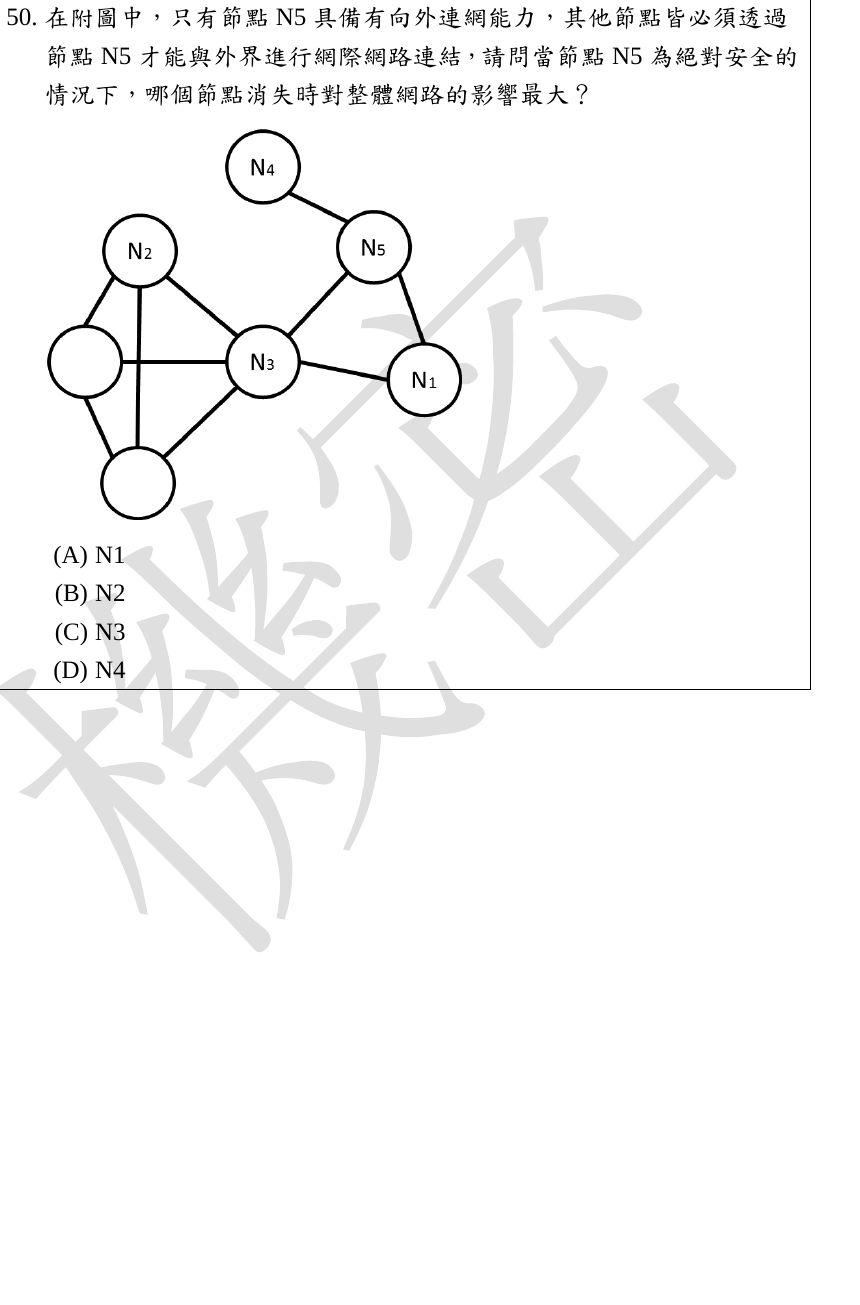 50. 在附圖中，只有節點 N5 具備有向外連網能力，其他節點皆必須透過
節點 N5 才能與外界進行網際網路連結，請問當節點 N5 為絕對安全的
情況下，哪個節點消失時對整體網路的影響最大？
N4
N2
N5
N3
N1
(A) N1
(B) N2
(C) N3
(D) N4
機密